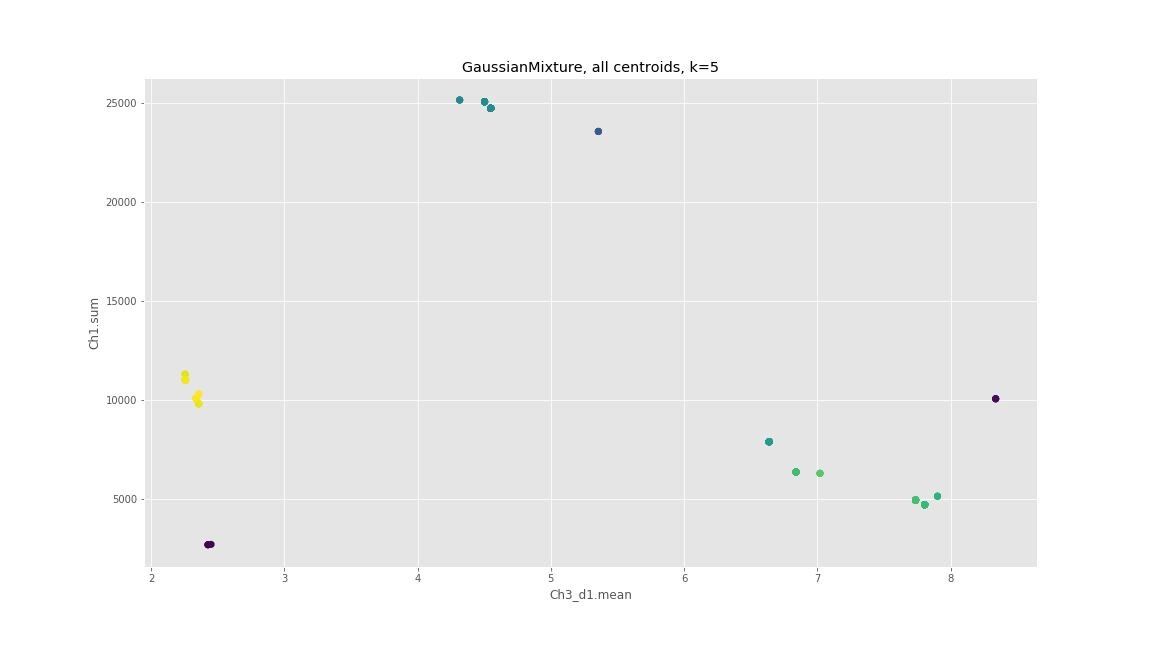 GaussianMixture, all centroids, k=5
25000
20000
15000
10000
5000
Ch1.sum
2 3 4 5 6 7 8
Ch3_d1.mean